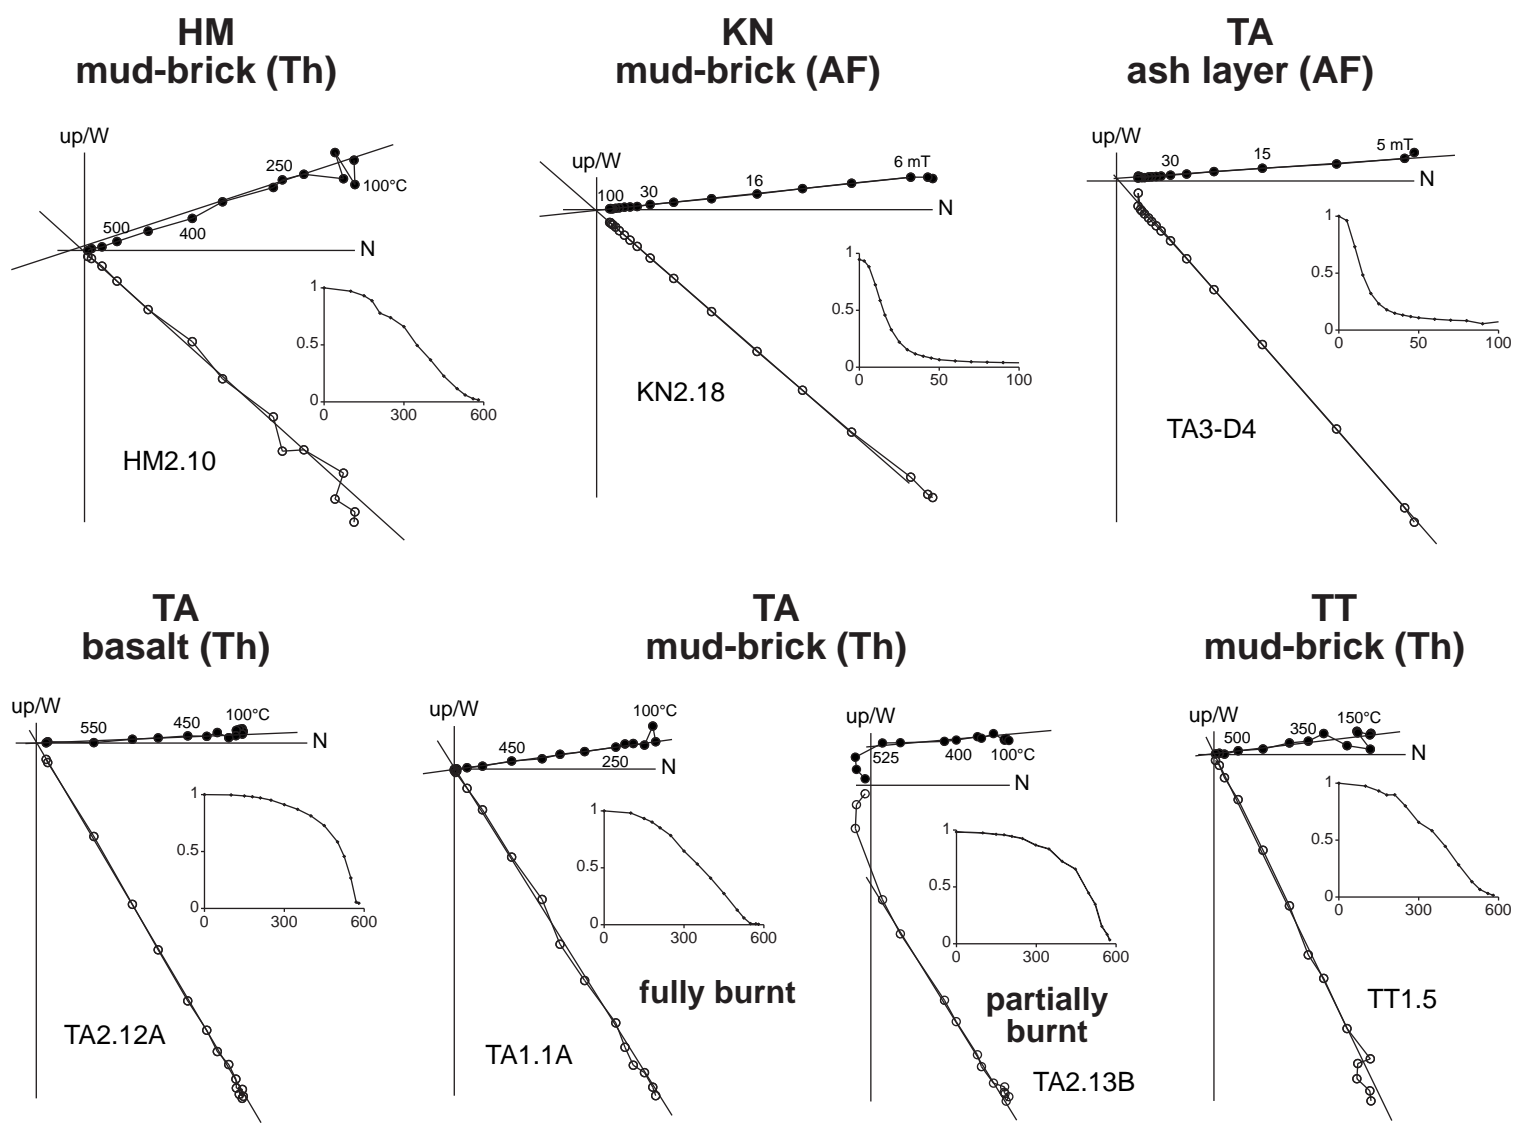 HM
mud-brick (Th)
up/W
250
100°C
500
400
N
1
0.5
0
0
300
600
HM2.10
KN
mud-brick (AF)
up/W
6 mT
100
30
16
N
1
0.5
0
0
50
100
KN2.18
TA
ash layer (AF)
up/W
30
15
5 mT
N
1
0.5
0
0
50
100
TA3-D4
TA
basalt (Th)
up/W
550
450
100°C
N
1
0.5
0
0
300
600
TA2.12A
TA
mud-brick (Th)
up/W
100°C
450
250
N
1
0.5
0
0
300
600
fully burnt
TA1.1A
up/W
525
400
100°C
N
1
0.5
0
0
300
600
partially
burnt
TA2.13B
TT
mud-brick (Th)
up/W
150°C
350
500
N
1
0.5
0
0
300
600
TT1.5